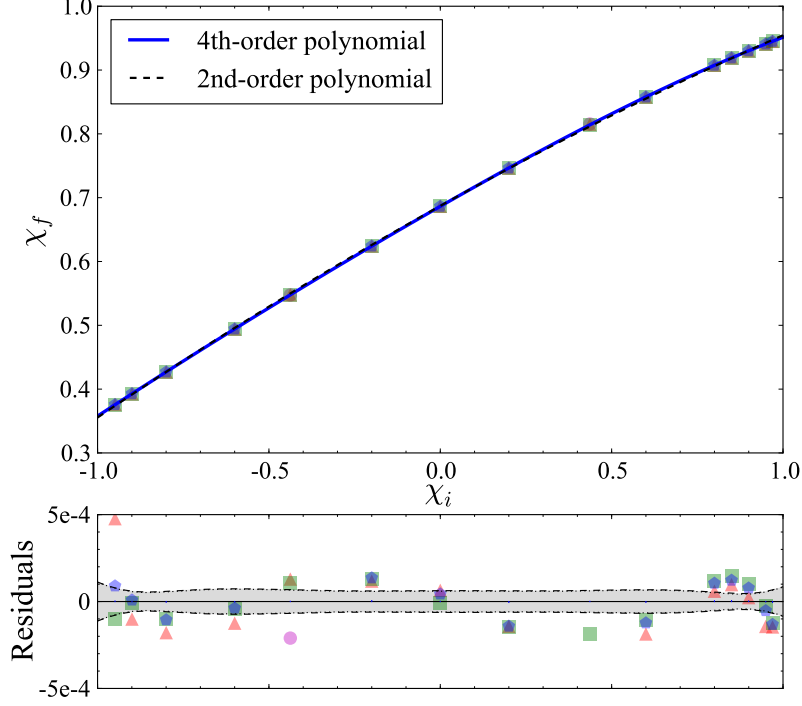 1.0
4th-order polynomial
2nd-order polynomial
0.9
0.8
0.7
χf
0.6
0.5
0.4
0.3
-1.0 -0.5 0.0 0.5 1.0
χi
5e-4
Residuals
0
-5e-4